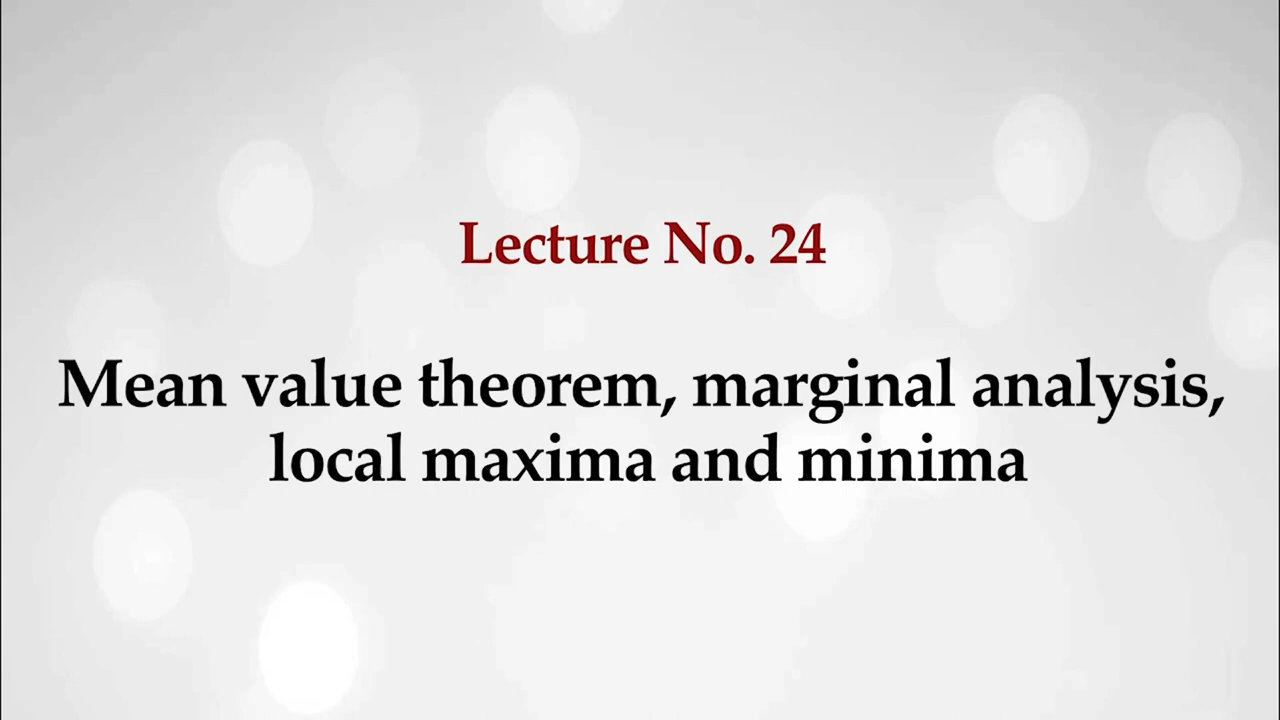 Lecture No. 24
Mean value theorem, marginal analysis,
local maxima and minima